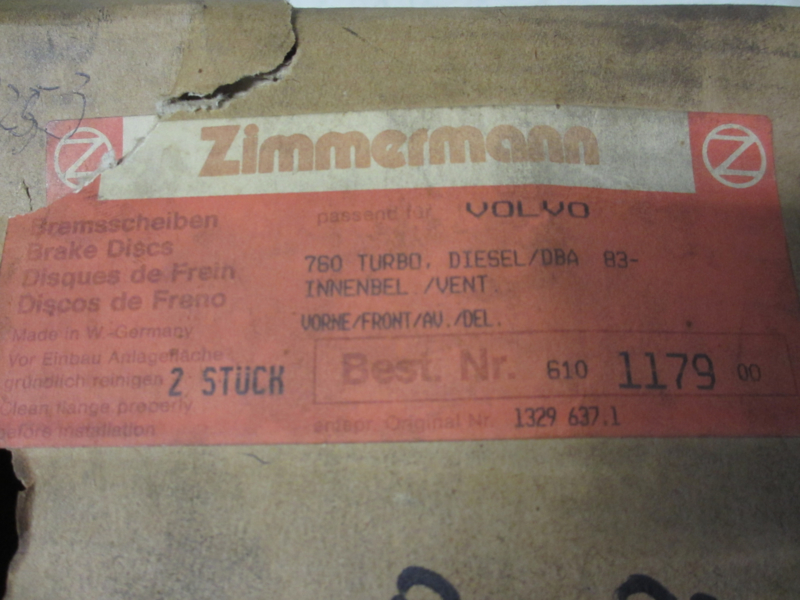 253
Zimmermann
Z
Z
Bremsscheiben
Brake Discs
Disques de Frein
Discos de Freno
Made in W.-Germany
Vor Einbau Anlagefläche
gründlich reinigen
Clean flange properly
before installation
2 STÜCK
passend für VOLVO
760 TURBO, DIESEL/DBA 83-
INNENBEL /VENT
VORNE/FRONT/AV./DEL.
Best. Nr. 610 1179 00
entspr. Original Nr. 1329 637.1